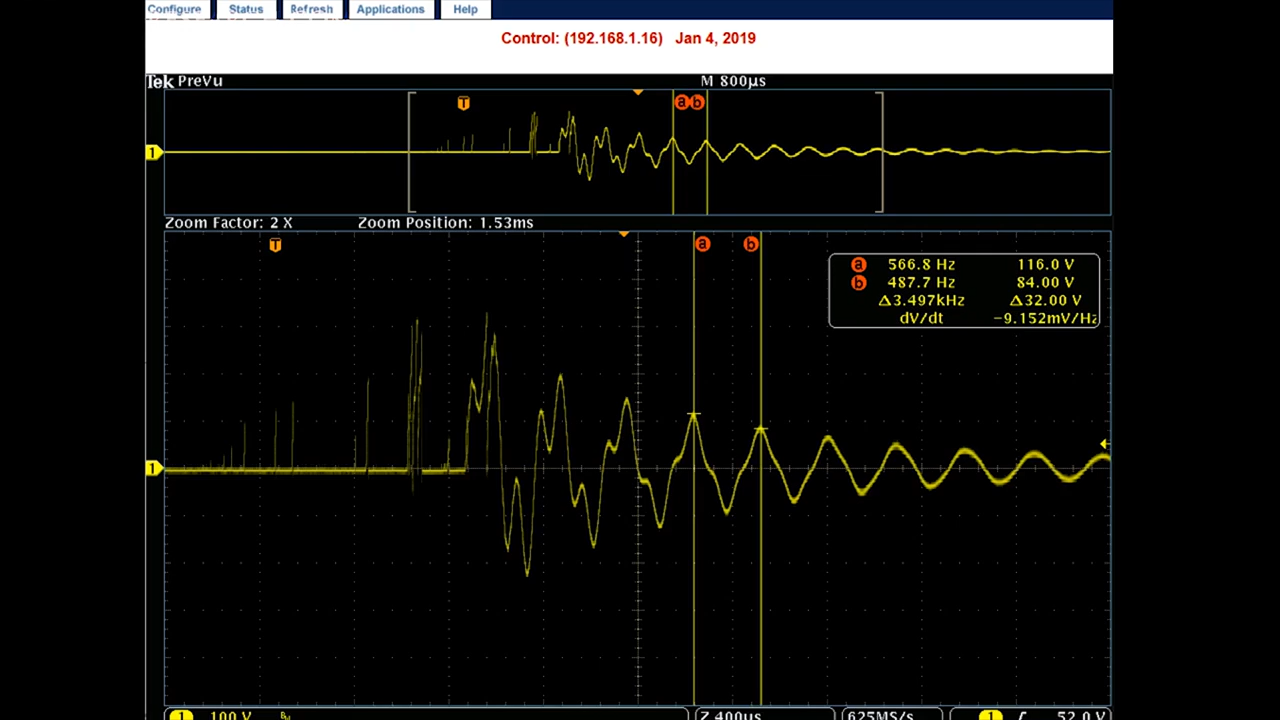 Configure Status Refresh Applications Help
Control: (192.168.1.16) Jan 4, 2019
Tek PreVu M 800µs
T a b
1
Zoom Factor: 2 X Zoom Position: 1.53ms
T a b
a 566.8 Hz 116.0 V
b 487.7 Hz 84.00 V
Δ3.497kHz Δ32.00 V
dV/dt −9.152mV/Hz
1
1 100 V Z 400µs 625MS/s 1 52.0 V